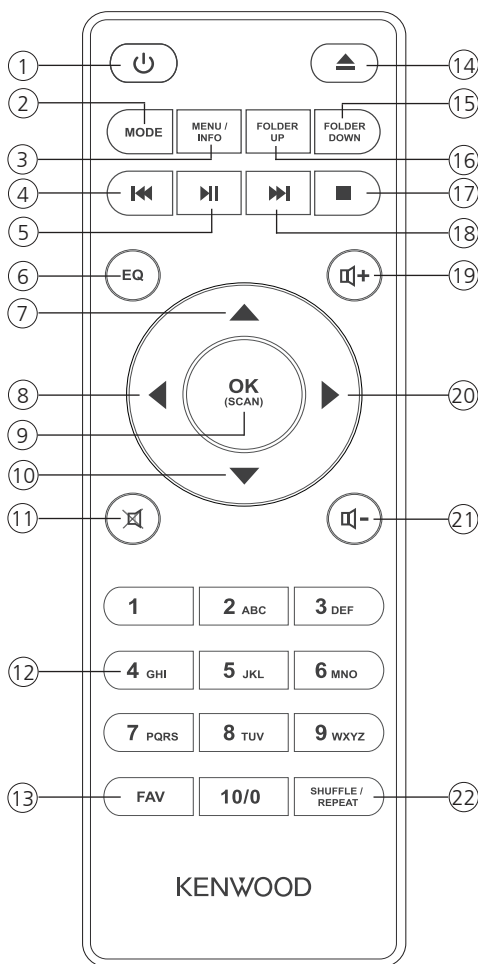 1
14
2
15
MODE
MENU /
INFO
FOLDER
UP
FOLDER
DOWN
3
16
4
17
5
18
6
EQ
+
19
7
8
OK
(SCAN)
20
9
10
11
-
21
1
2 ABC
3 DEF
12
4 GHI
5 JKL
6 MNO
7 PQRS
8 TUV
9 WXYZ
13
FAV
10/0
SHUFFLE /
REPEAT
22
KENWOOD